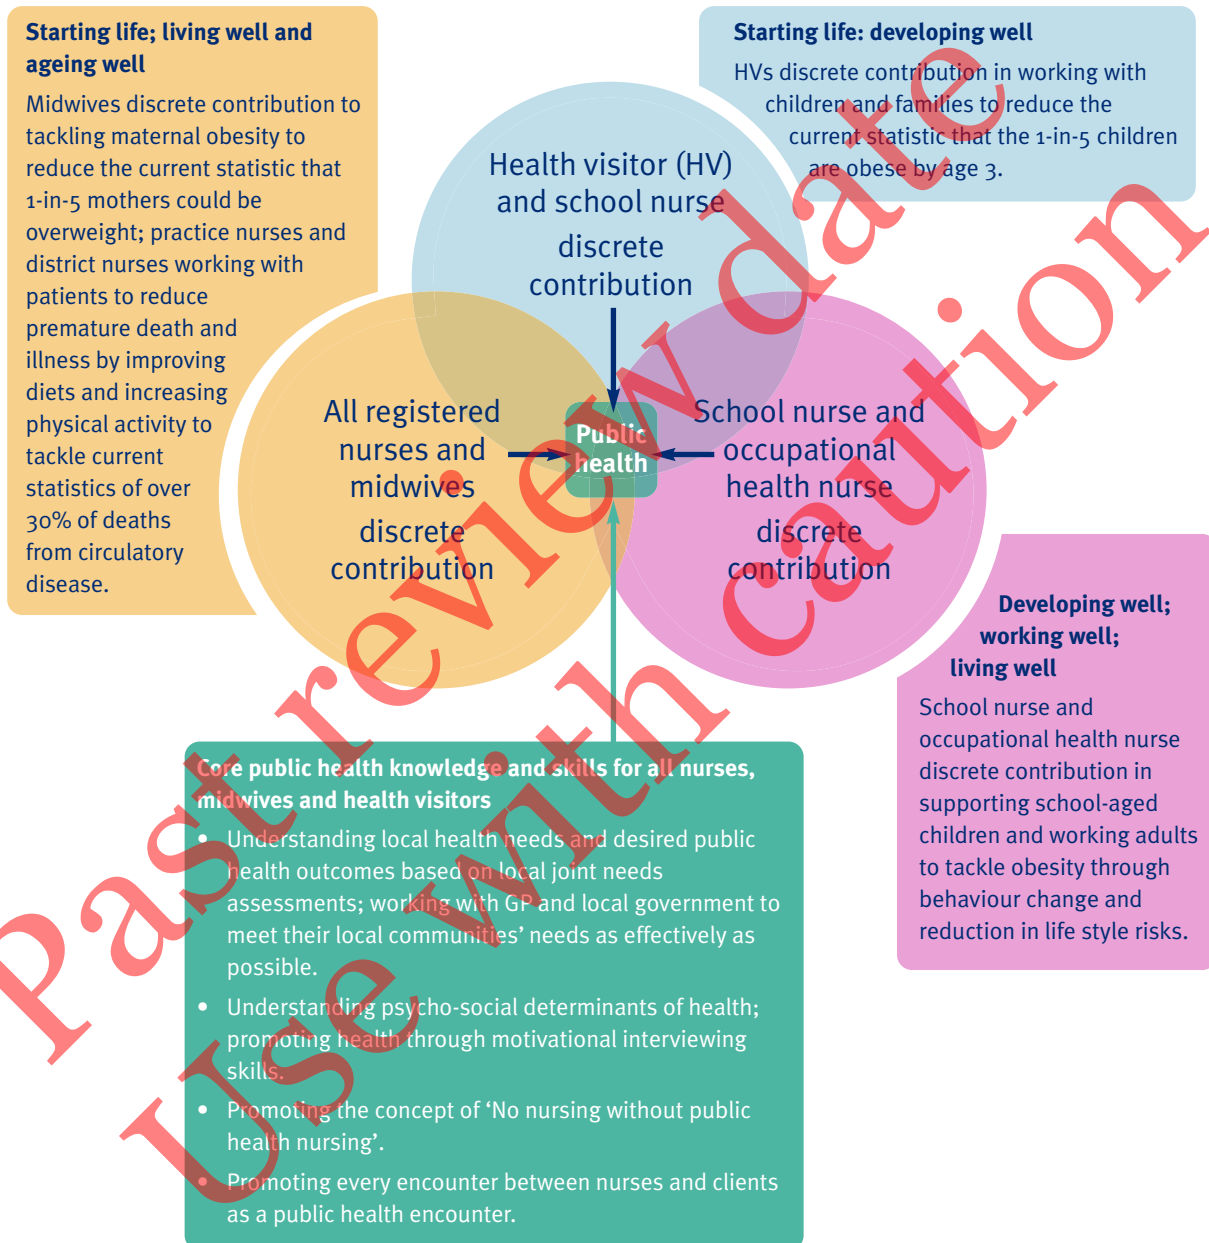 Starting life; living well and
ageing well
Midwives discrete contribution to
tackling maternal obesity to
reduce the current statistic that
1-in-5 mothers could be
overweight; practice nurses and
district nurses working with
patients to reduce
premature death and
illness by improving
diets and increasing
physical activity to
tackle current
statistics of over
30% of deaths
from circulatory
disease.
Starting life: developing well
HVs discrete contribution in working with
children and families to reduce the
current statistic that the 1-in-5 children
are obese by age 3.
Health visitor (HV)
and school nurse
discrete
contribution
All registered
nurses and
midwives
discrete
contribution
Public
health
School nurse and
occupational
health nurse
discrete
contribution
Developing well;
working well;
living well
School nurse and
occupational health nurse
discrete contribution in
supporting school-aged
children and working adults
to tackle obesity through
behaviour change and
reduction in life style risks.
Core public health knowledge and skills for all nurses,
midwives and health visitors
• Understanding local health needs and desired public
health outcomes based on local joint needs
assessments; working with GP and local government to
meet their local communities’ needs as effectively as
possible.
• Understanding psycho-social determinants of health;
promoting health through motivational interviewing
skills.
• Promoting the concept of ‘No nursing without public
health nursing’.
• Promoting every encounter between nurses and clients
as a public health encounter.
Past review date
Use with caution